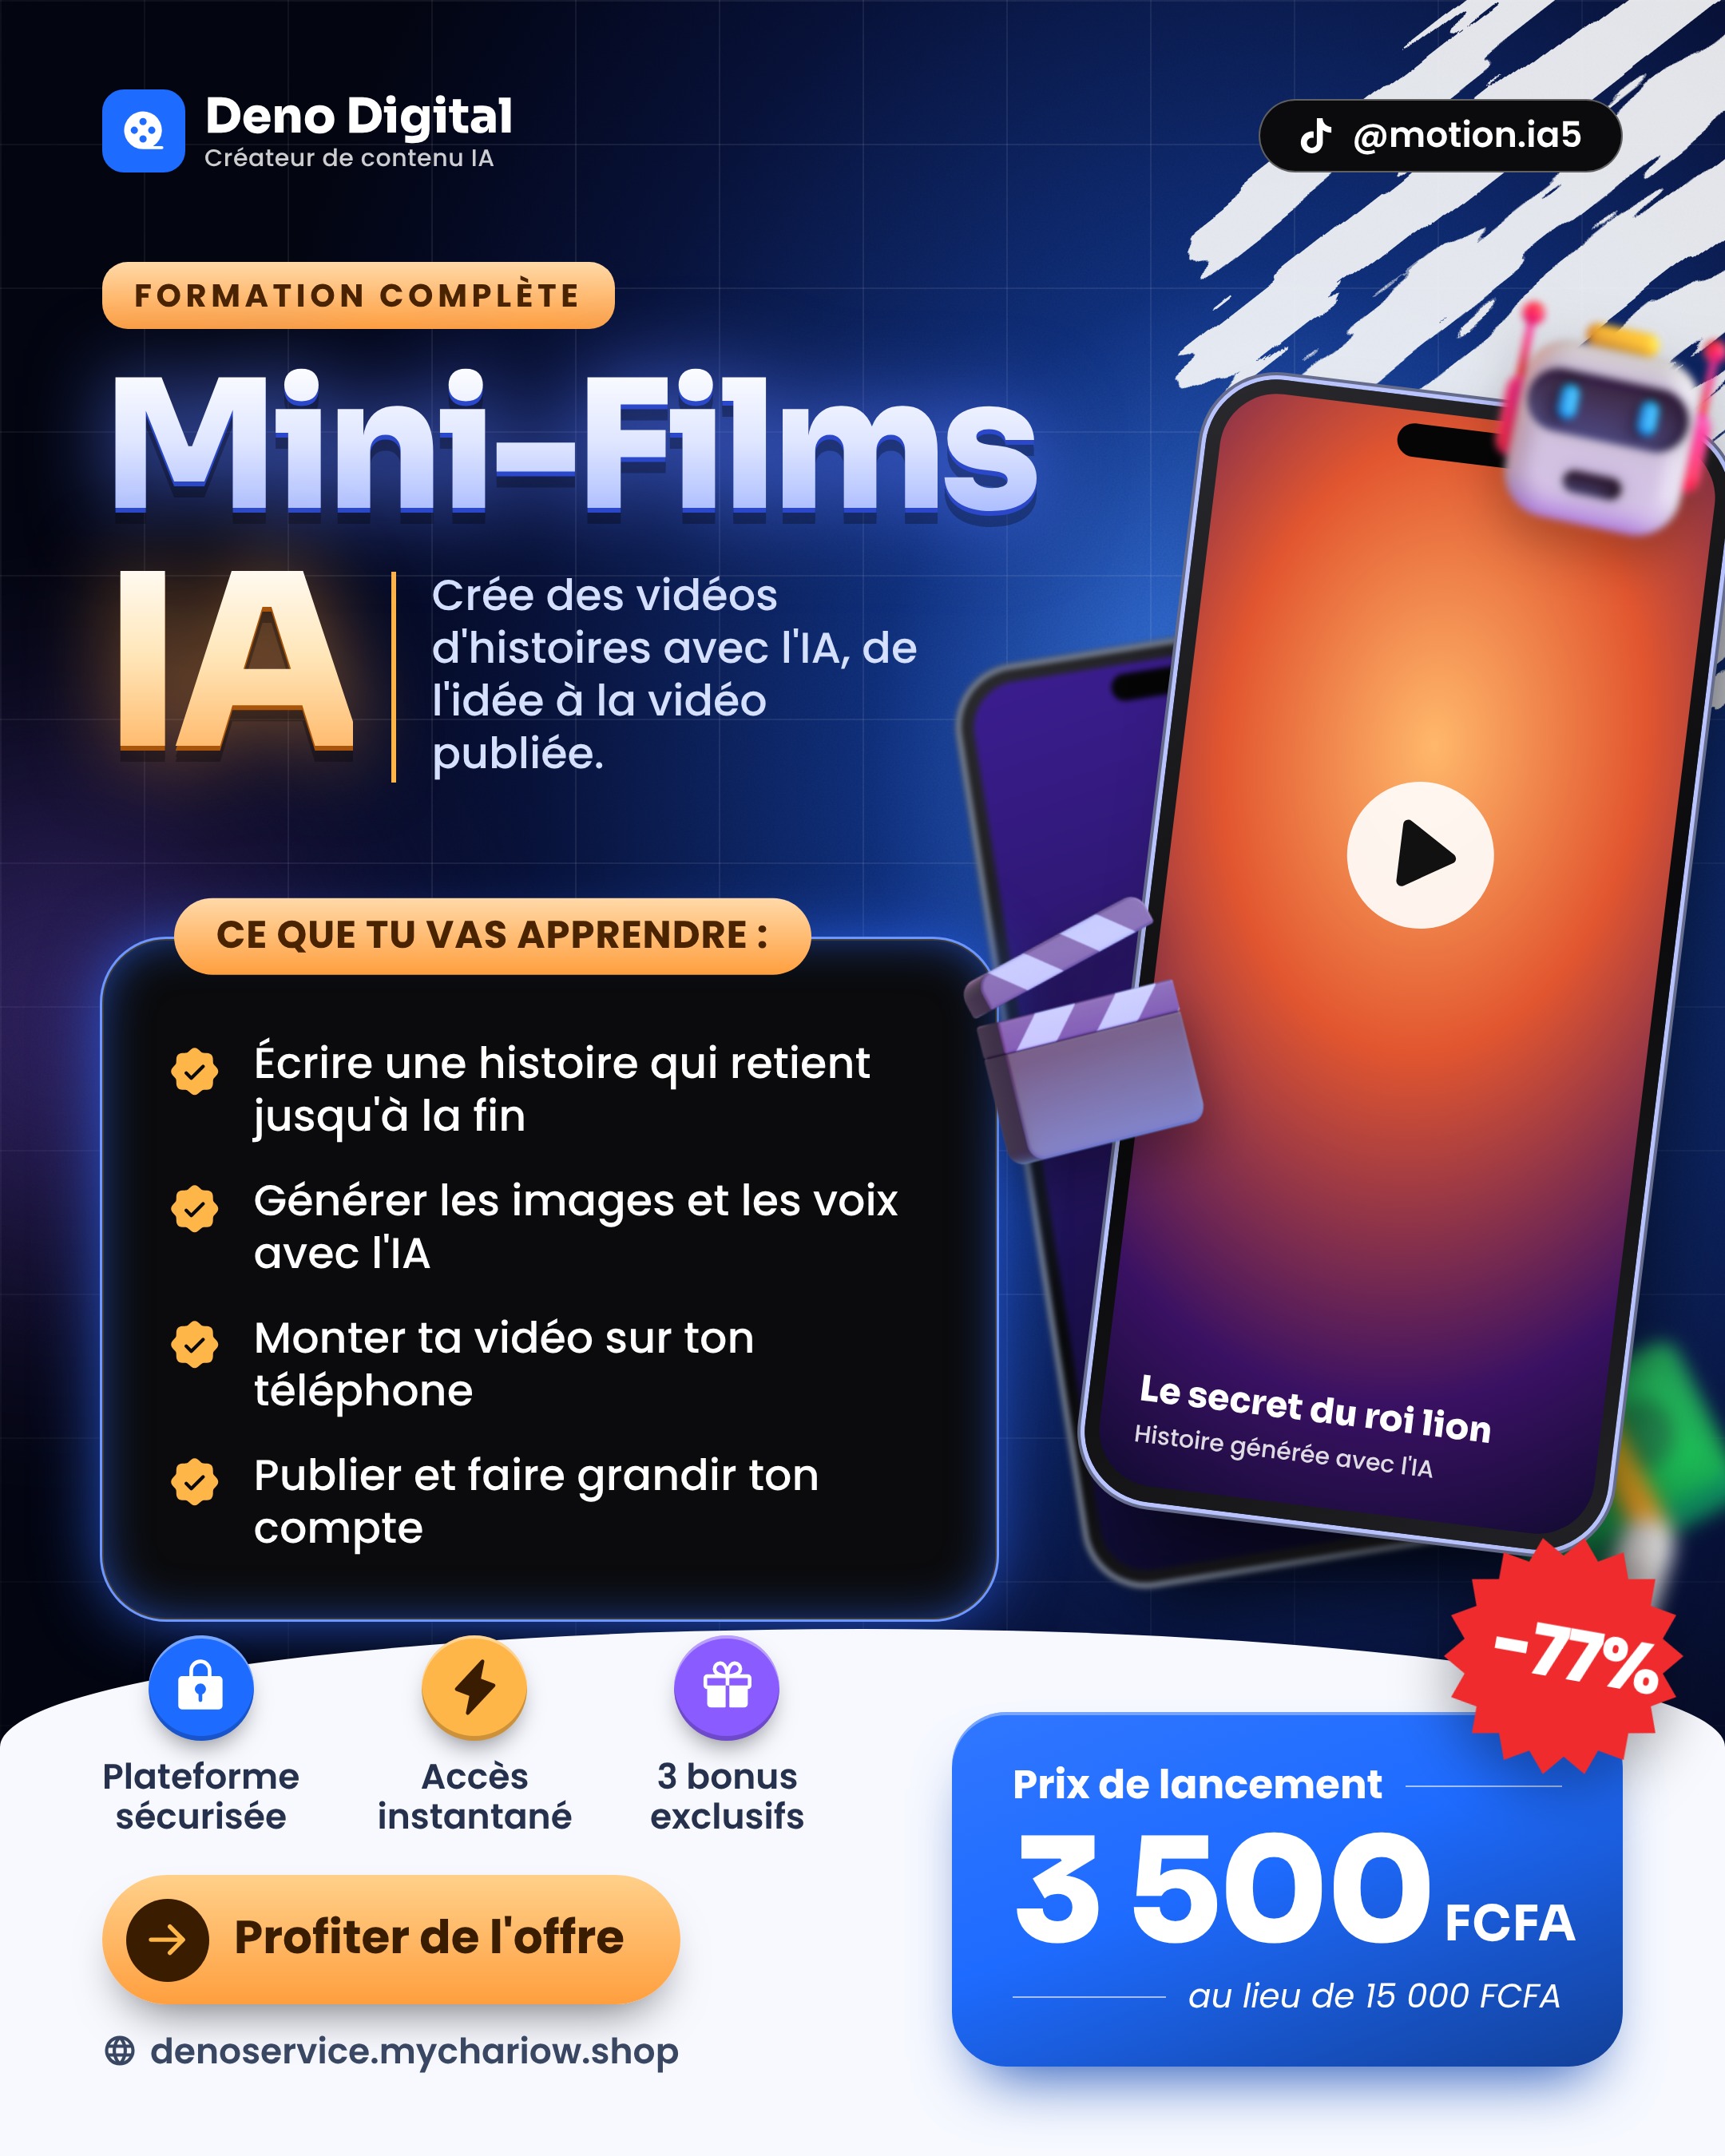 Deno Digital
Créateur de contenu IA
@motion.ia5
FORMATION COMPLÈTE
Mini-Films
IA
Crée des vidéos
d'histoires avec l'IA, de
l'idée à la vidéo
publiée.
CE QUE TU VAS APPRENDRE :
Écrire une histoire qui retient
jusqu'à la fin
Générer les images et les voix
avec l'IA
Monter ta vidéo sur ton
téléphone
Publier et faire grandir ton
compte
Le secret du roi lion
Histoire générée avec l'IA
-77%
Plateforme
sécurisée
Accès
instantané
3 bonus
exclusifs
Prix de lancement
3 500 FCFA
au lieu de 15 000 FCFA
Profiter de l'offre
denoservice.mychariow.shop